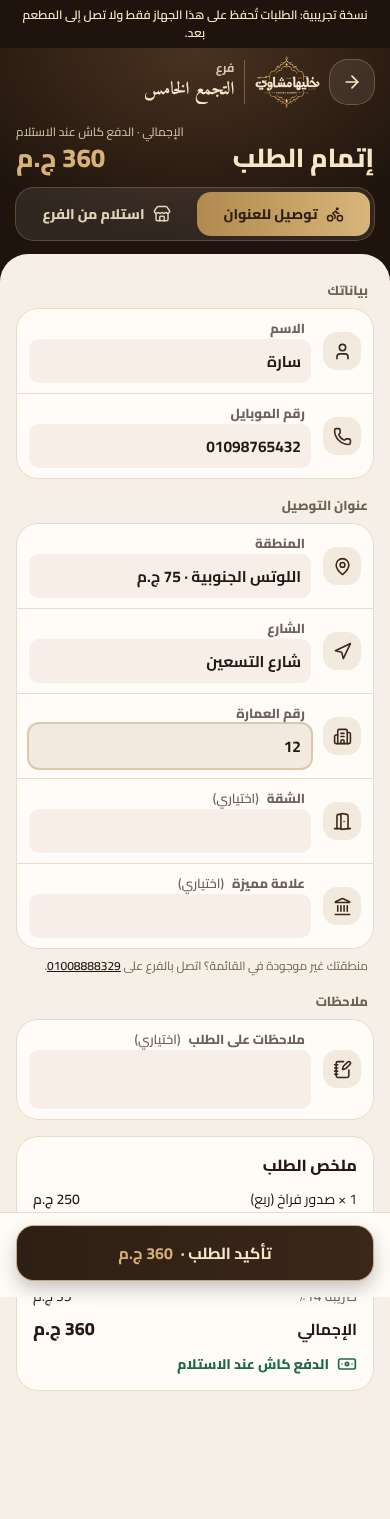 نسخة تجريبية: الطلبات تُحفظ على هذا الجهاز فقط ولا تصل إلى المطعم
بعد.
خليها مشاوي
فرع
التجمع الخامس
إتمام الطلب
الإجمالي · الدفع كاش عند الاستلام
360 ج.م
توصيل للعنوان
استلام من الفرع
بياناتك
الاسم
سارة
رقم الموبايل
01098765432
عنوان التوصيل
المنطقة
اللوتس الجنوبية · 75 ج.م
الشارع
شارع التسعين
رقم العمارة
12
الشقة (اختياري)
علامة مميزة (اختياري)
منطقتك غير موجودة في القائمة؟ اتصل بالفرع على 01008888329.
ملاحظات
ملاحظات على الطلب (اختياري)
ملخص الطلب
1 × صدور فراخ (ربع) 250 ج.م
تأكيد الطلب · 360 ج.م
الإجمالي 360 ج.م
الدفع كاش عند الاستلام